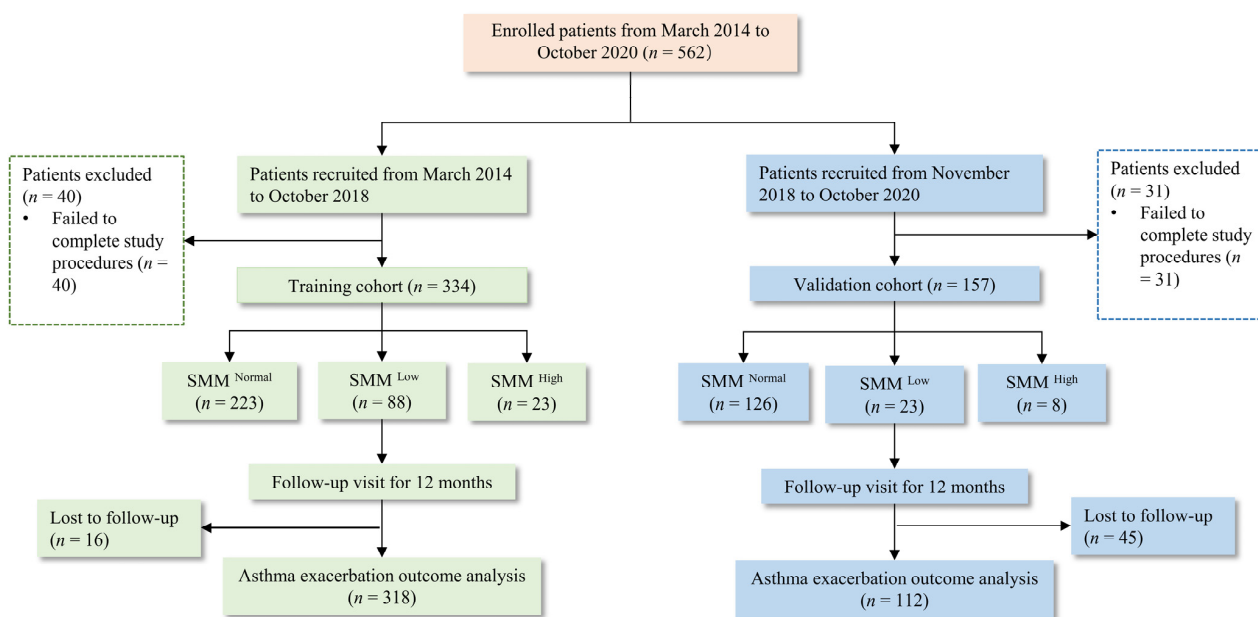 Enrolled patients from March 2014 to
October 2020 (n = 562)
Patients excluded
(n = 40)
• Failed to
complete study
procedures (n =
40)
Patients recruited from March 2014
to October 2018
Patients recruited from November
2018 to October 2020
Patients excluded
(n = 31)
• Failed to
complete study
procedures (n
= 31)
Training cohort (n = 334)
Validation cohort (n = 157)
SMM Normal
(n = 223)
SMM Low
(n = 88)
SMM High
(n = 23)
SMM Normal
(n = 126)
SMM Low
(n = 23)
SMM High
(n = 8)
Follow-up visit for 12 months
Follow-up visit for 12 months
Lost to follow-up
(n = 16)
Lost to follow-up
(n = 45)
Asthma exacerbation outcome analysis
(n = 318)
Asthma exacerbation outcome analysis
(n = 112)